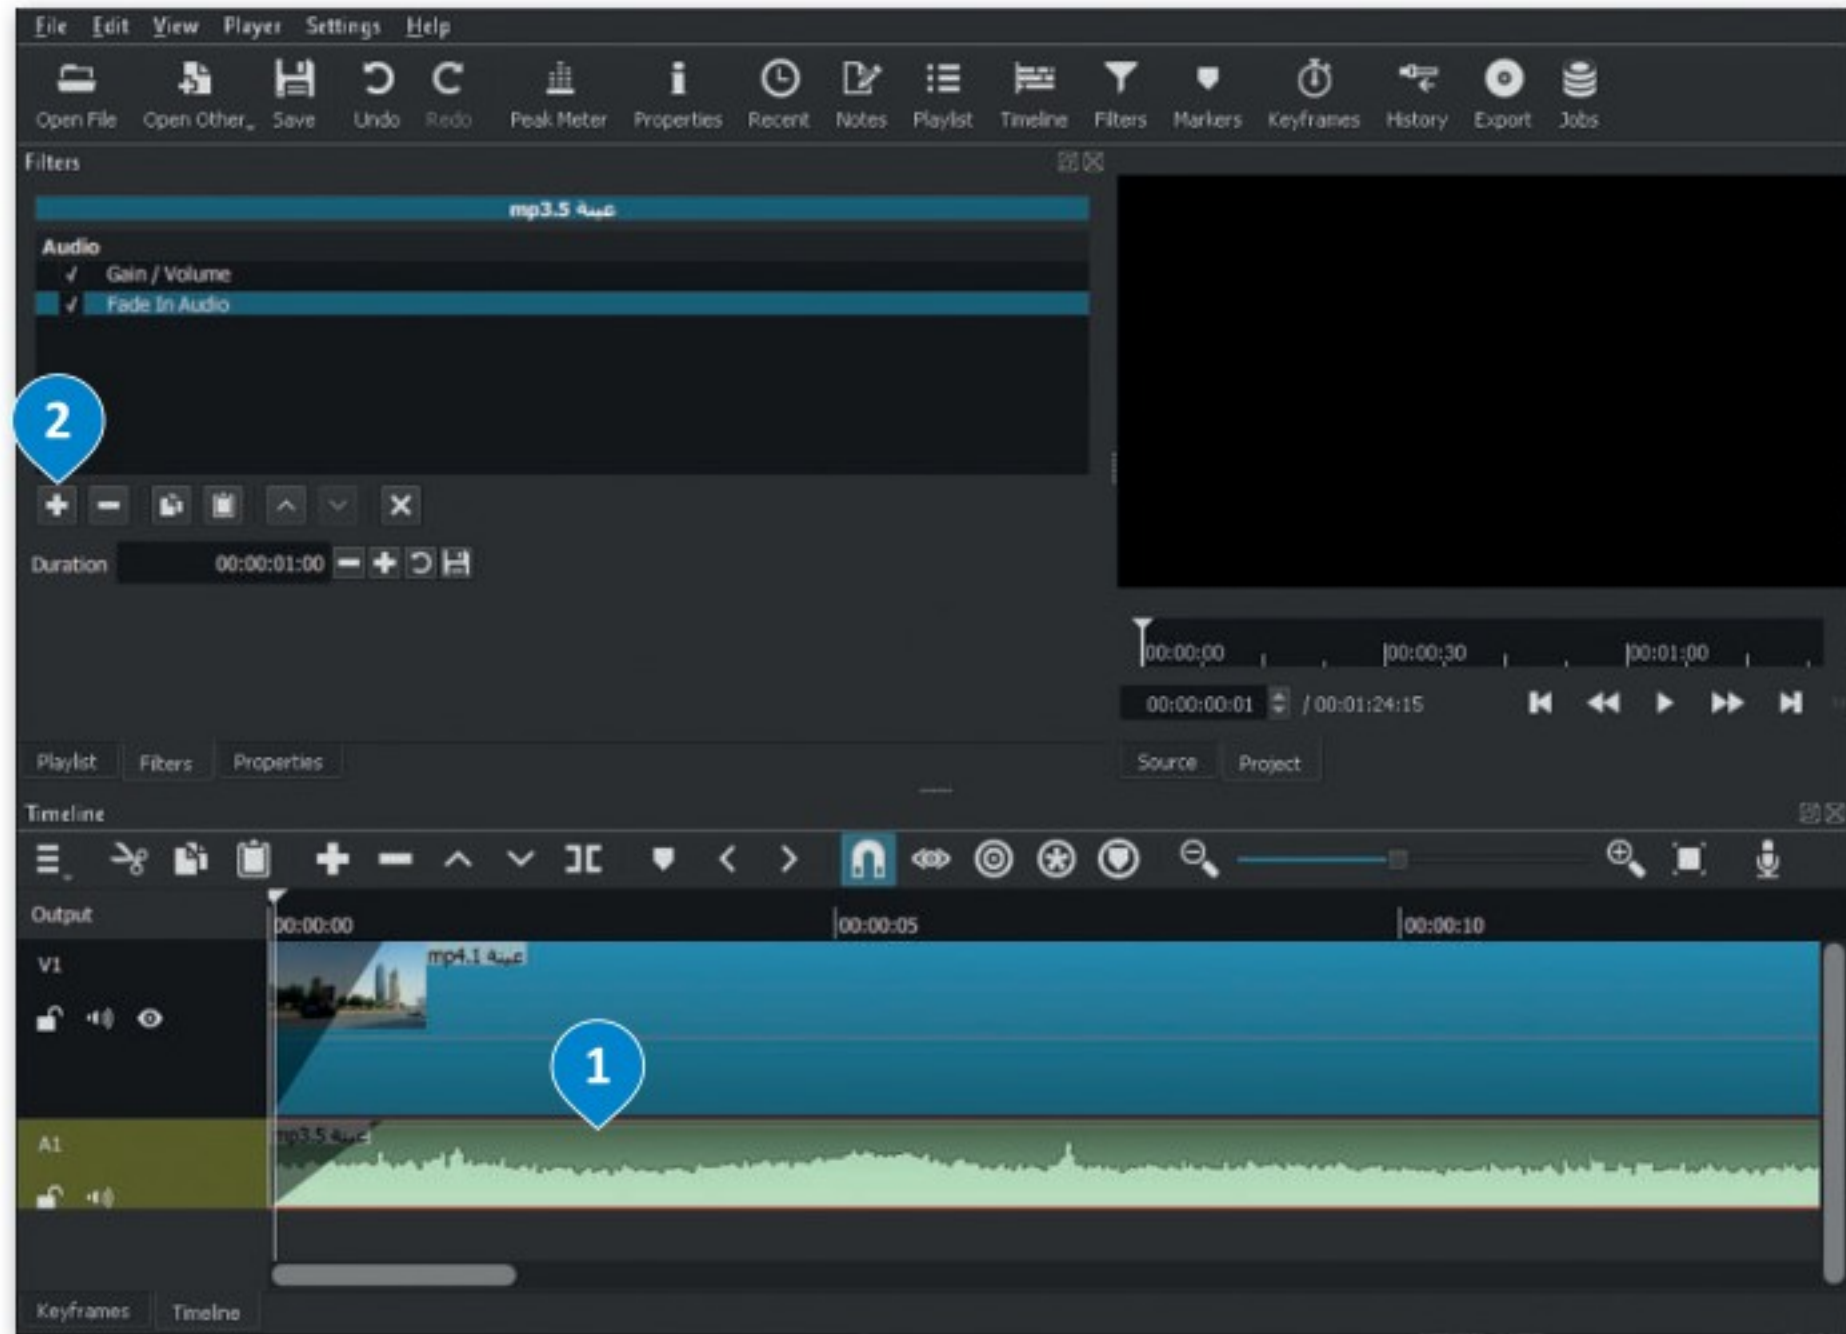 File Edit View Player Settings Help
Open File Open Other Save Undo Redo Peak Meter Properties Recent Notes Playlist Timeline Filters Markers Keyframes History Export Jobs
Filters
عينة mp3.5
Audio
✓ Gain / Volume
✓ Fade In Audio
2
Duration 00:00:01:00
00:00:00 00:00:30 00:01:00
00:00:00:01 / 00:01:24:15
Playlist Filters Properties
Source Project
Timeline
Output 00:00:00 00:00:05 00:00:10
V1
عينة mp4.1
1
A1
عينة mp3.5
Keyframes Timeline